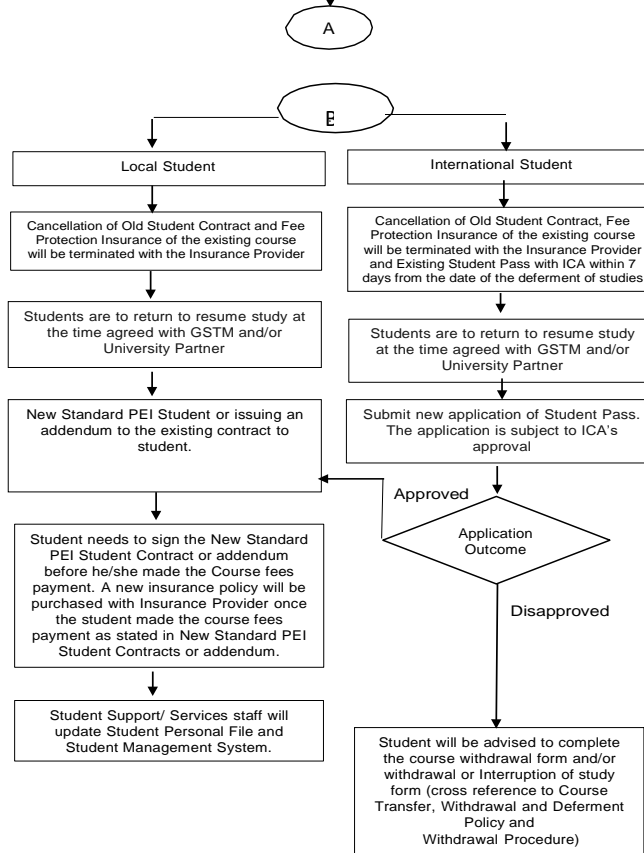 A
B
Local Student
International Student
Cancellation of Old Student Contract and Fee
Protection Insurance of the existing course
will be terminated with the Insurance Provider
Cancellation of Old Student Contract, Fee
Protection Insurance of the existing course
will be terminated with the Insurance Provider
and Existing Student Pass with ICA within 7
days from the date of the deferment of studies
Students are to return to resume study
at the time agreed with GSTM and/or
University Partner
Students are to return to resume study
at the time agreed with GSTM and/or
University Partner
New Standard PEI Student or issuing an
addendum to the existing contract to
student.
Submit new application of Student Pass.
The application is subject to ICA's
approval
Approved
Application
Outcome
Disapproved
Student needs to sign the New Standard
PEI Student Contract or addendum
before he/she made the Course fees
payment. A new insurance policy will be
purchased with Insurance Provider once
the student made the course fees
payment as stated in New Standard PEI
Student Contracts or addendum.
Student Support/ Services staff will
update Student Personal File and
Student Management System.
Student will be advised to complete
the course withdrawal form and/or
withdrawal or Interruption of study
form (cross reference to Course
Transfer, Withdrawal and Deferment
Policy and
Withdrawal Procedure)